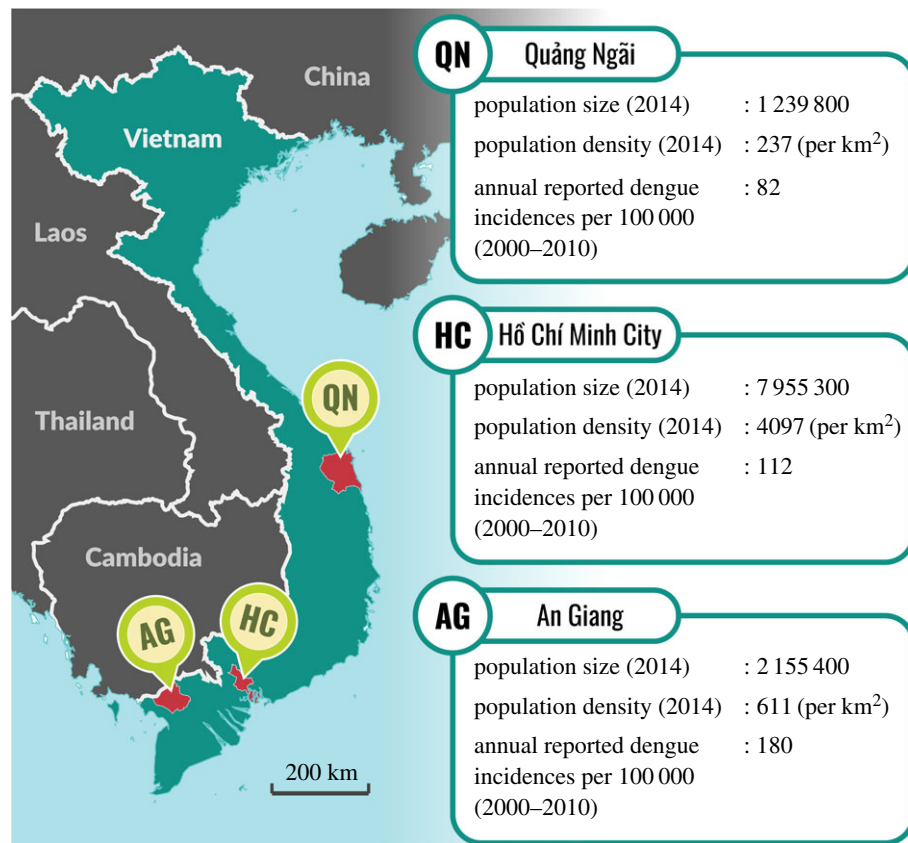 China
Vietnam
Laos
Thailand
Cambodia
QN
HC
AG
200 km
QN Quảng Ngãi
population size (2014) : 1 239 800
population density (2014) : 237 (per km²)
annual reported dengue : 82
incidences per 100 000
(2000–2010)
HC Hồ Chí Minh City
population size (2014) : 7 955 300
population density (2014) : 4097 (per km²)
annual reported dengue : 112
incidences per 100 000
(2000–2010)
AG An Giang
population size (2014) : 2 155 400
population density (2014) : 611 (per km²)
annual reported dengue : 180
incidences per 100 000
(2000–2010)